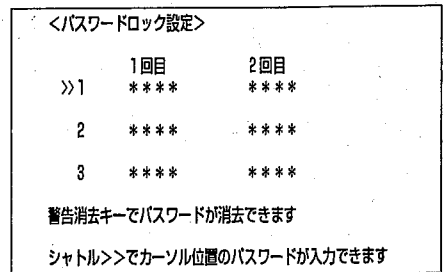 <パスワードロック設定>
1回目 2回目
>>1 **** ****
2 **** ****
3 **** ****
警告消去キーでパスワードが消去できます
シャトル>>でカーソル位置のパスワードが入力できます